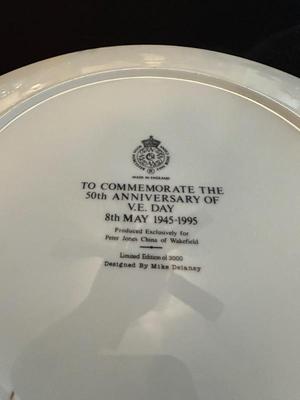 MADE IN ENGLAND
TO COMMEMORATE THE
50th ANNIVERSARY OF
V.E. DAY
8th MAY 1945-1995
Produced Exclusively for
Peter Jones China of Wakefield
Limited Edition of 3000
Designed By Mike Delaney